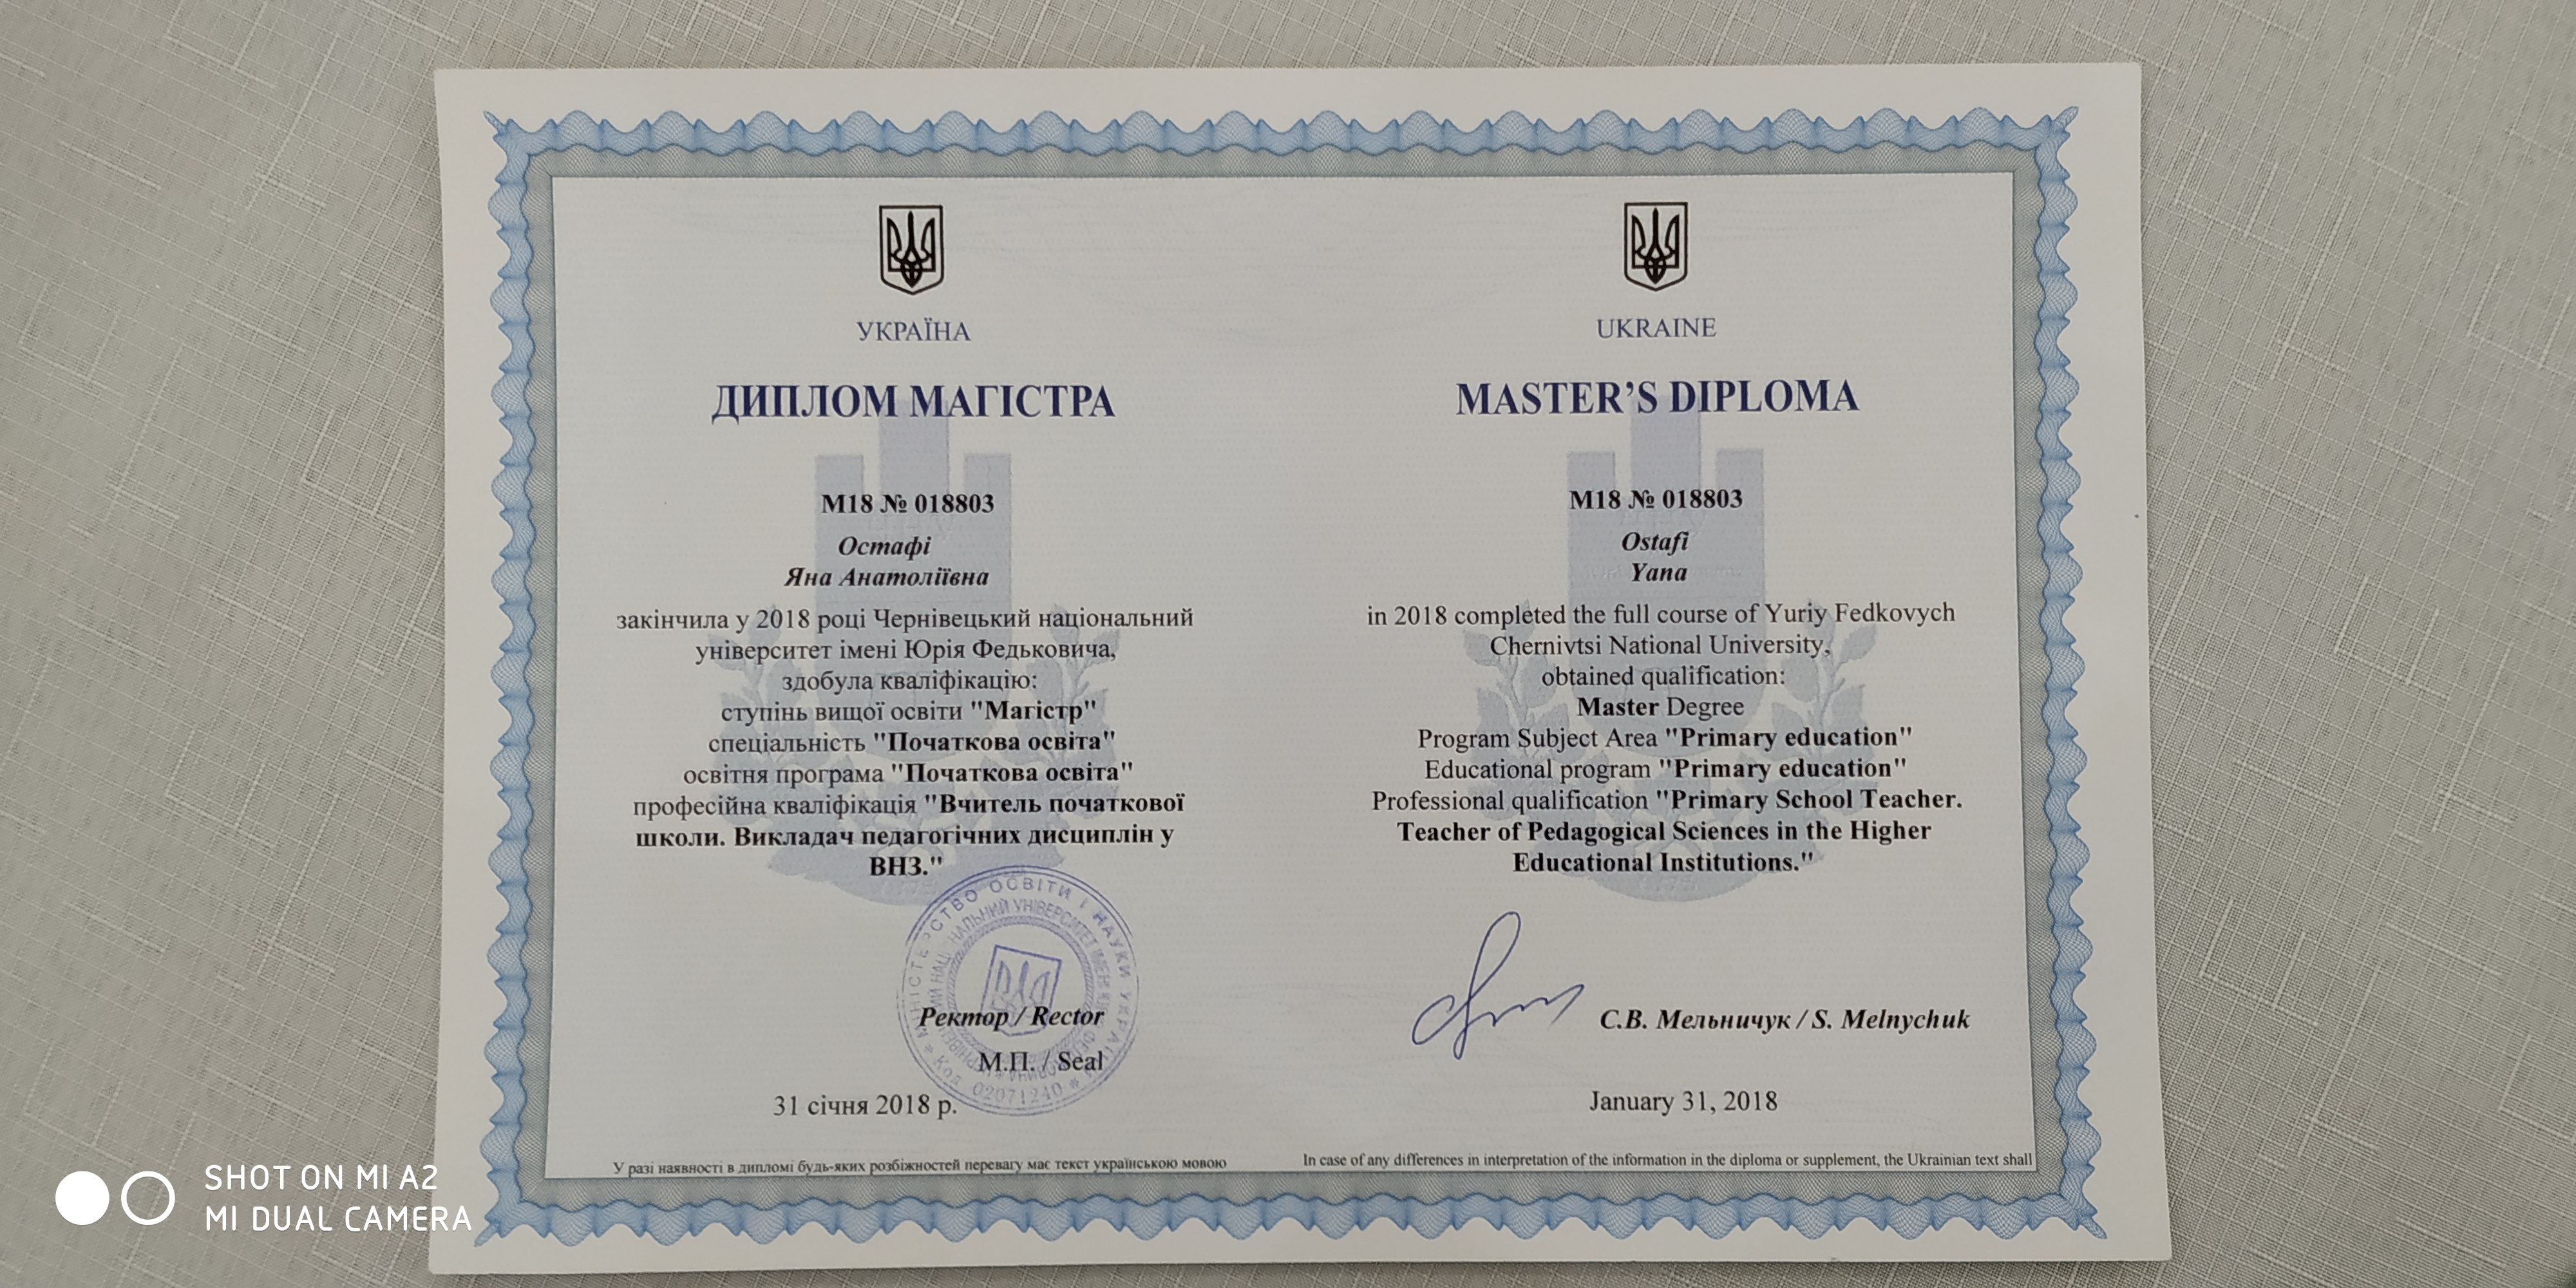 УКРАЇНА
ДИПЛОМ МАГІСТРА
М18 № 018803
Остафі
Яна Анатоліївна
закінчила у 2018 році Чернівецький національний
університет імені Юрія Федьковича,
здобула кваліфікацію:
ступінь вищої освіти "Магістр"
спеціальність "Початкова освіта"
освітня програма "Початкова освіта"
професійна кваліфікація "Вчитель початкової
школи. Викладач педагогічних дисциплін у
ВНЗ."
МІНІСТЕРСТВО ОСВІТИ І НАУКИ УКРАЇНИ
Код 02071240
Ректор / Rector
М.П. / Seal
31 січня 2018 р.
У разі наявності в дипломі будь-яких розбіжностей перевагу має текст українською мовою
UKRAINE
MASTER'S DIPLOMA
M18 № 018803
Ostafi
Yana
in 2018 completed the full course of Yuriy Fedkovych
Chernivtsi National University,
obtained qualification:
Master Degree
Program Subject Area "Primary education"
Educational program "Primary education"
Professional qualification "Primary School Teacher.
Teacher of Pedagogical Sciences in the Higher
Educational Institutions."
С.В. Мельничук / S. Melnychuk
January 31, 2018
In case of any differences in interpretation of the information in the diploma or supplement, the Ukrainian text shall
SHOT ON MI A2
MI DUAL CAMERA